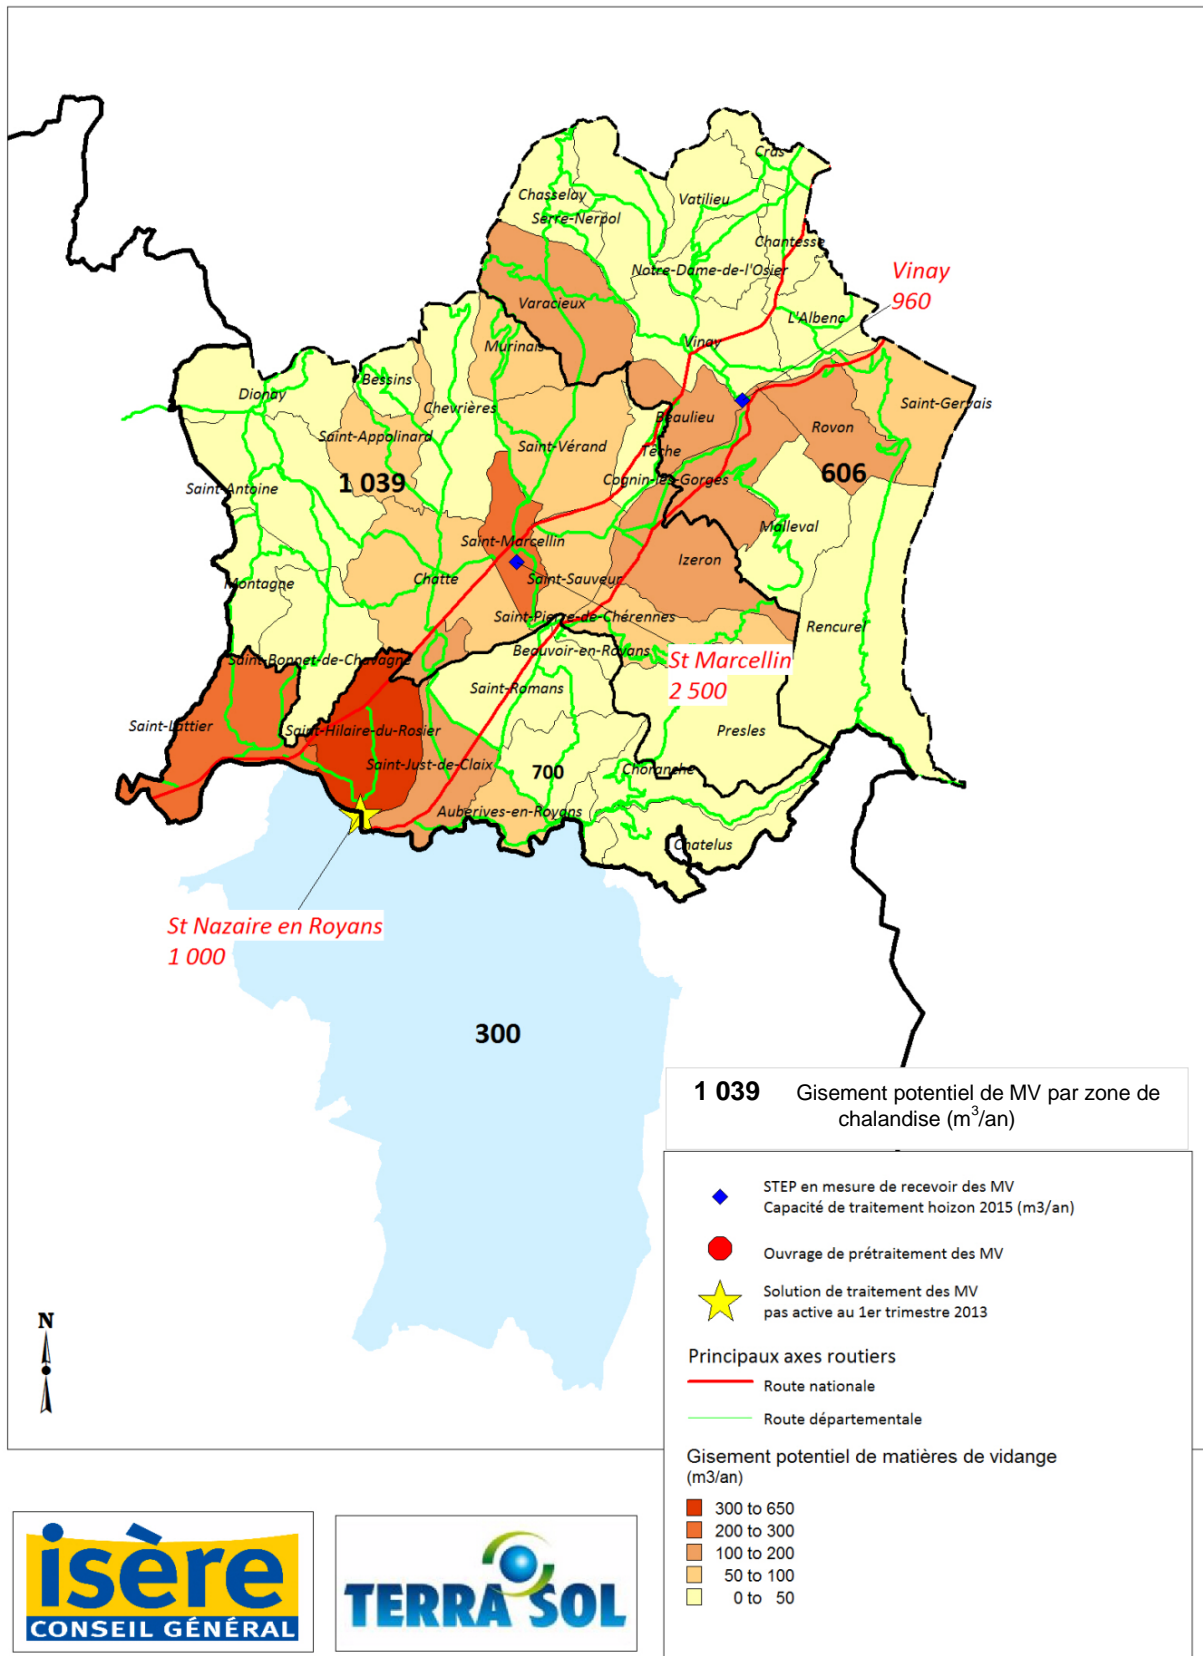 Cras
Chasselay
Vatilieu
Serre-Nerpol
Chantesse
Notre-Dame-de-l'Osier
Vinay
960
Varacieux
L'Albenc
Murinais
Vinay
Bessins
Dionay
Chevrières
Saint-Gervais
Beaulieu
Rovon
Saint-Appolinard
Saint-Vérand
Têche
606
1 039
Cognin-les-Gorges
Saint-Antoine
Malleval
Saint-Marcellin
Izeron
Chatte
Saint-Sauveur
Montagne
Saint-Pierre-de-Chérennes
Rencurel
Beauvoir-en-Royans
Saint-Bonnet-de-Chavagne
St Marcellin
2 500
Saint-Romans
Saint-Lattier
Saint-Hilaire-du-Rosier
Presles
Saint-Just-de-Claix
700
Choranche
Auberives-en-Royans
Chatelus
St Nazaire en Royans
1 000
300
1 039 Gisement potentiel de MV par zone de
chalandise (m³/an)
STEP en mesure de recevoir des MV
Capacité de traitement hoizon 2015 (m3/an)
Ouvrage de prétraitement des MV
Solution de traitement des MV
pas active au 1er trimestre 2013
N
Principaux axes routiers
Route nationale
Route départementale
Gisement potentiel de matières de vidange
(m3/an)
300 to 650
200 to 300
100 to 200
50 to 100
0 to 50
isère
CONSEIL GÉNÉRAL
TERRA SOL